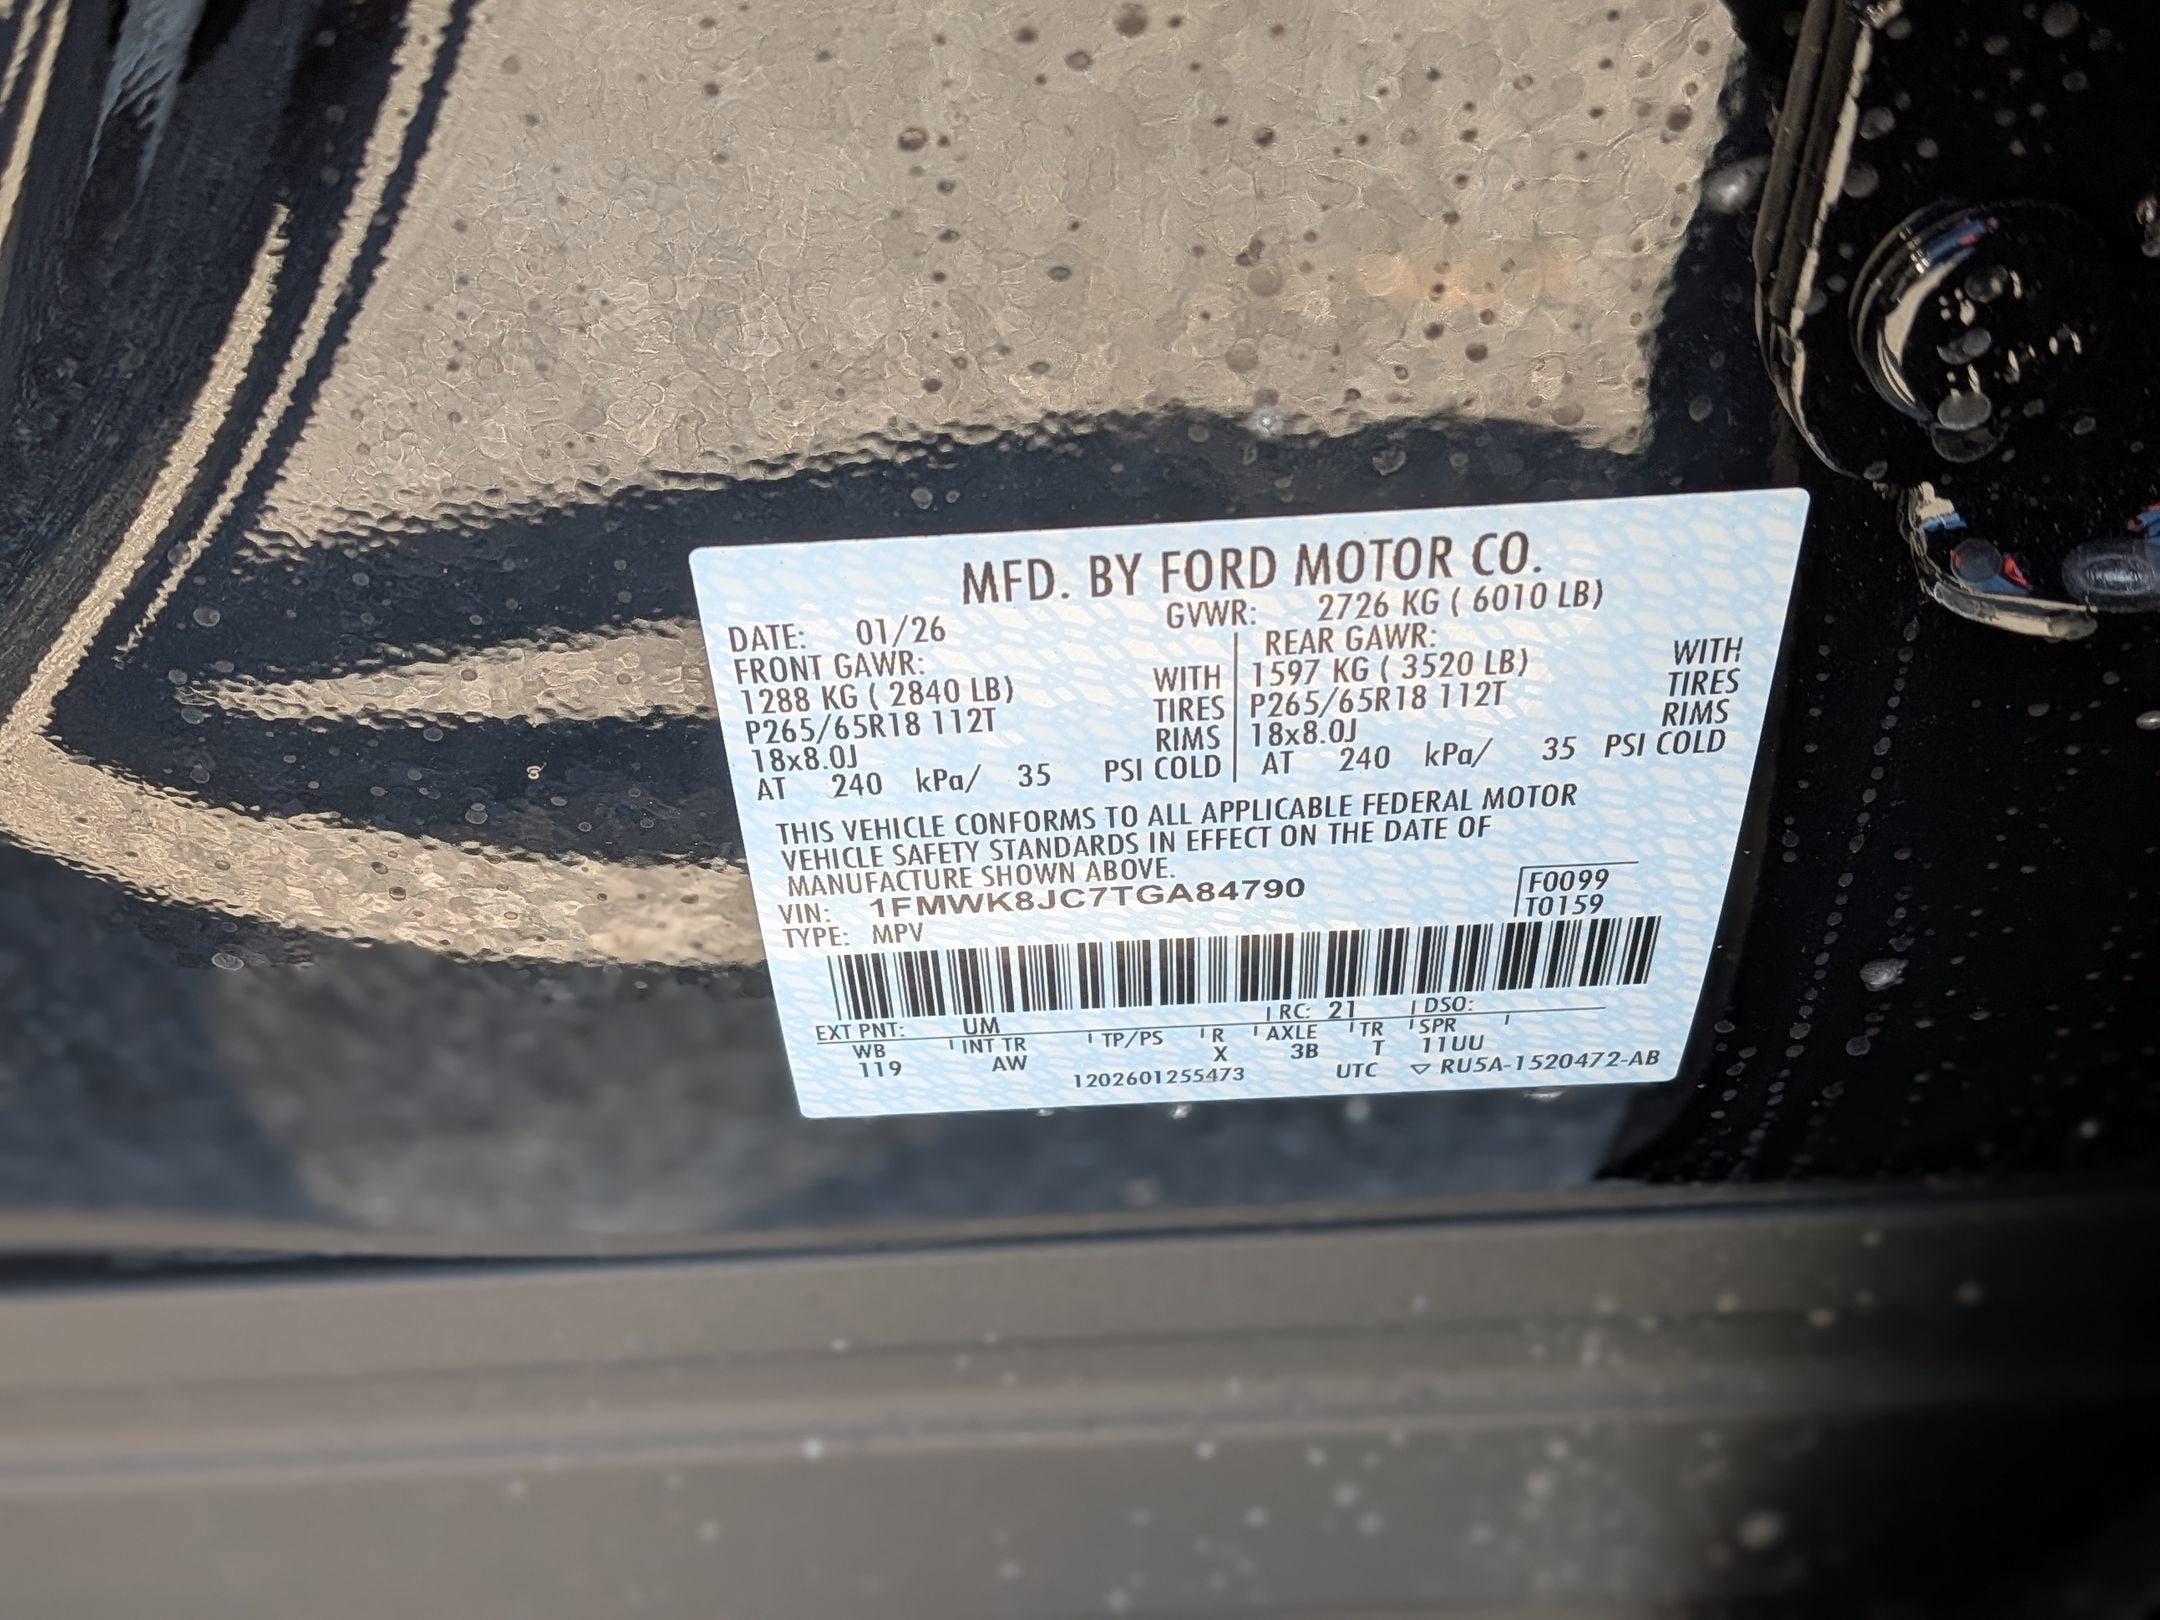 MFD. BY FORD MOTOR CO.
DATE: 01/26 GVWR: 2726 KG ( 6010 LB)
FRONT GAWR: REAR GAWR:
1288 KG ( 2840 LB) WITH 1597 KG ( 3520 LB) WITH
P265/65R18 112T TIRES P265/65R18 112T TIRES
18x8.0J RIMS 18x8.0J RIMS
AT 240 kPa/ 35 PSI COLD AT 240 kPa/ 35 PSI COLD
THIS VEHICLE CONFORMS TO ALL APPLICABLE FEDERAL MOTOR
VEHICLE SAFETY STANDARDS IN EFFECT ON THE DATE OF
MANUFACTURE SHOWN ABOVE.
VIN: 1FMWK8JC7TGA84790 F0099
TYPE: MPV T0159
EXT PNT: UM RC: 21 DSO:
WB INT TR TP/PS R AXLE TR SPR
119 AW X 3B T 11UU
1202601255473 UTC ▽ RU5A-1520472-AB